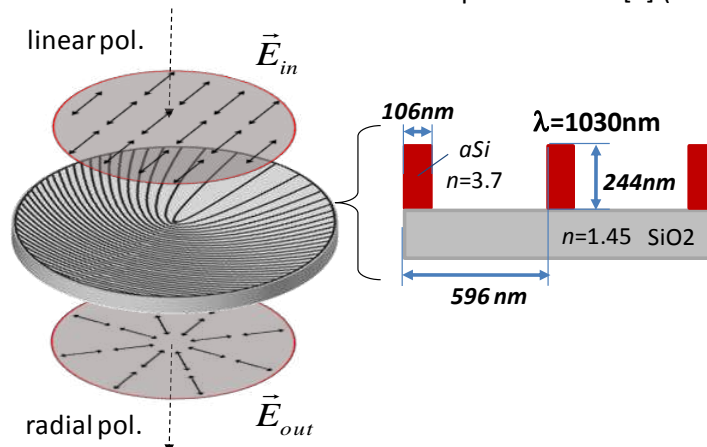 linear pol.
E⃗in
106nm
λ=1030nm
aSi
n=3.7
244nm
n=1.45 SiO2
596 nm
radial pol.
E⃗out